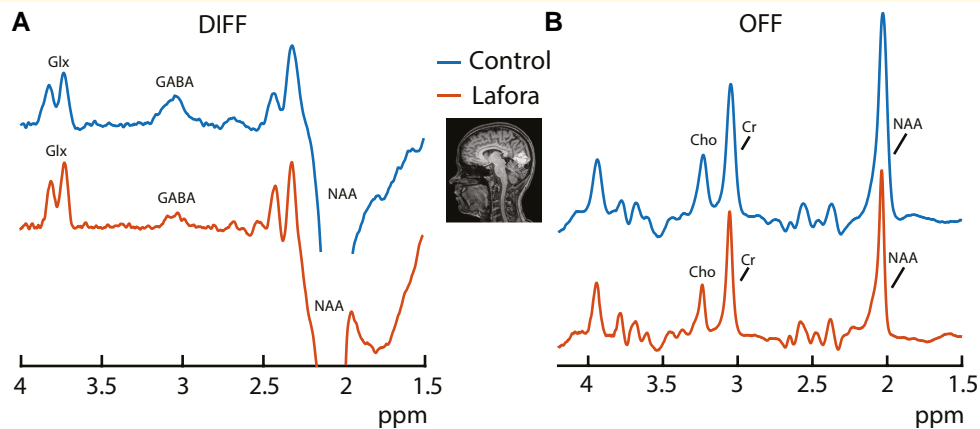 A
DIFF
Glx
GABA
NAA
Glx
GABA
NAA
4 3.5 3 2.5 2 1.5
ppm
Control
Lafora
B
OFF
Cho
Cr
NAA
Cho
Cr
NAA
4 3.5 3 2.5 2 1.5
ppm